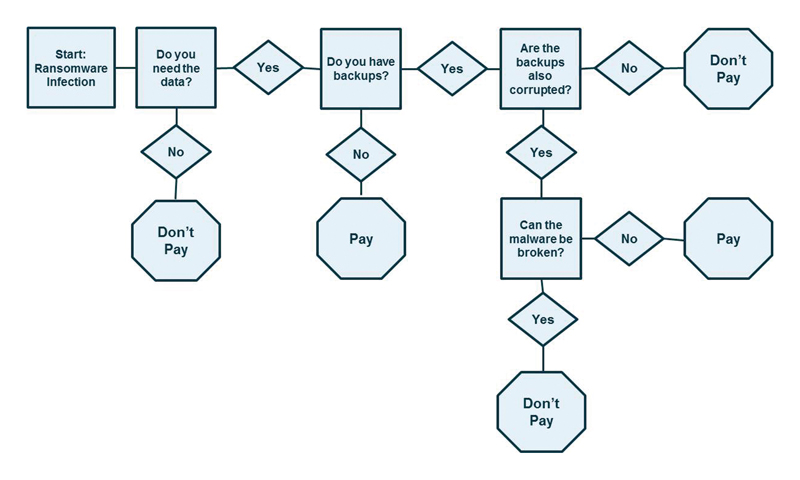 Start:
Ransomware
Infection
Do you
need the
data?
Yes
Do you have
backups?
Yes
Are the
backups
also
corrupted?
No
Don't
Pay
No
No
Yes
Don't
Pay
Pay
Can the
malware be
broken?
No
Pay
Yes
Don't
Pay